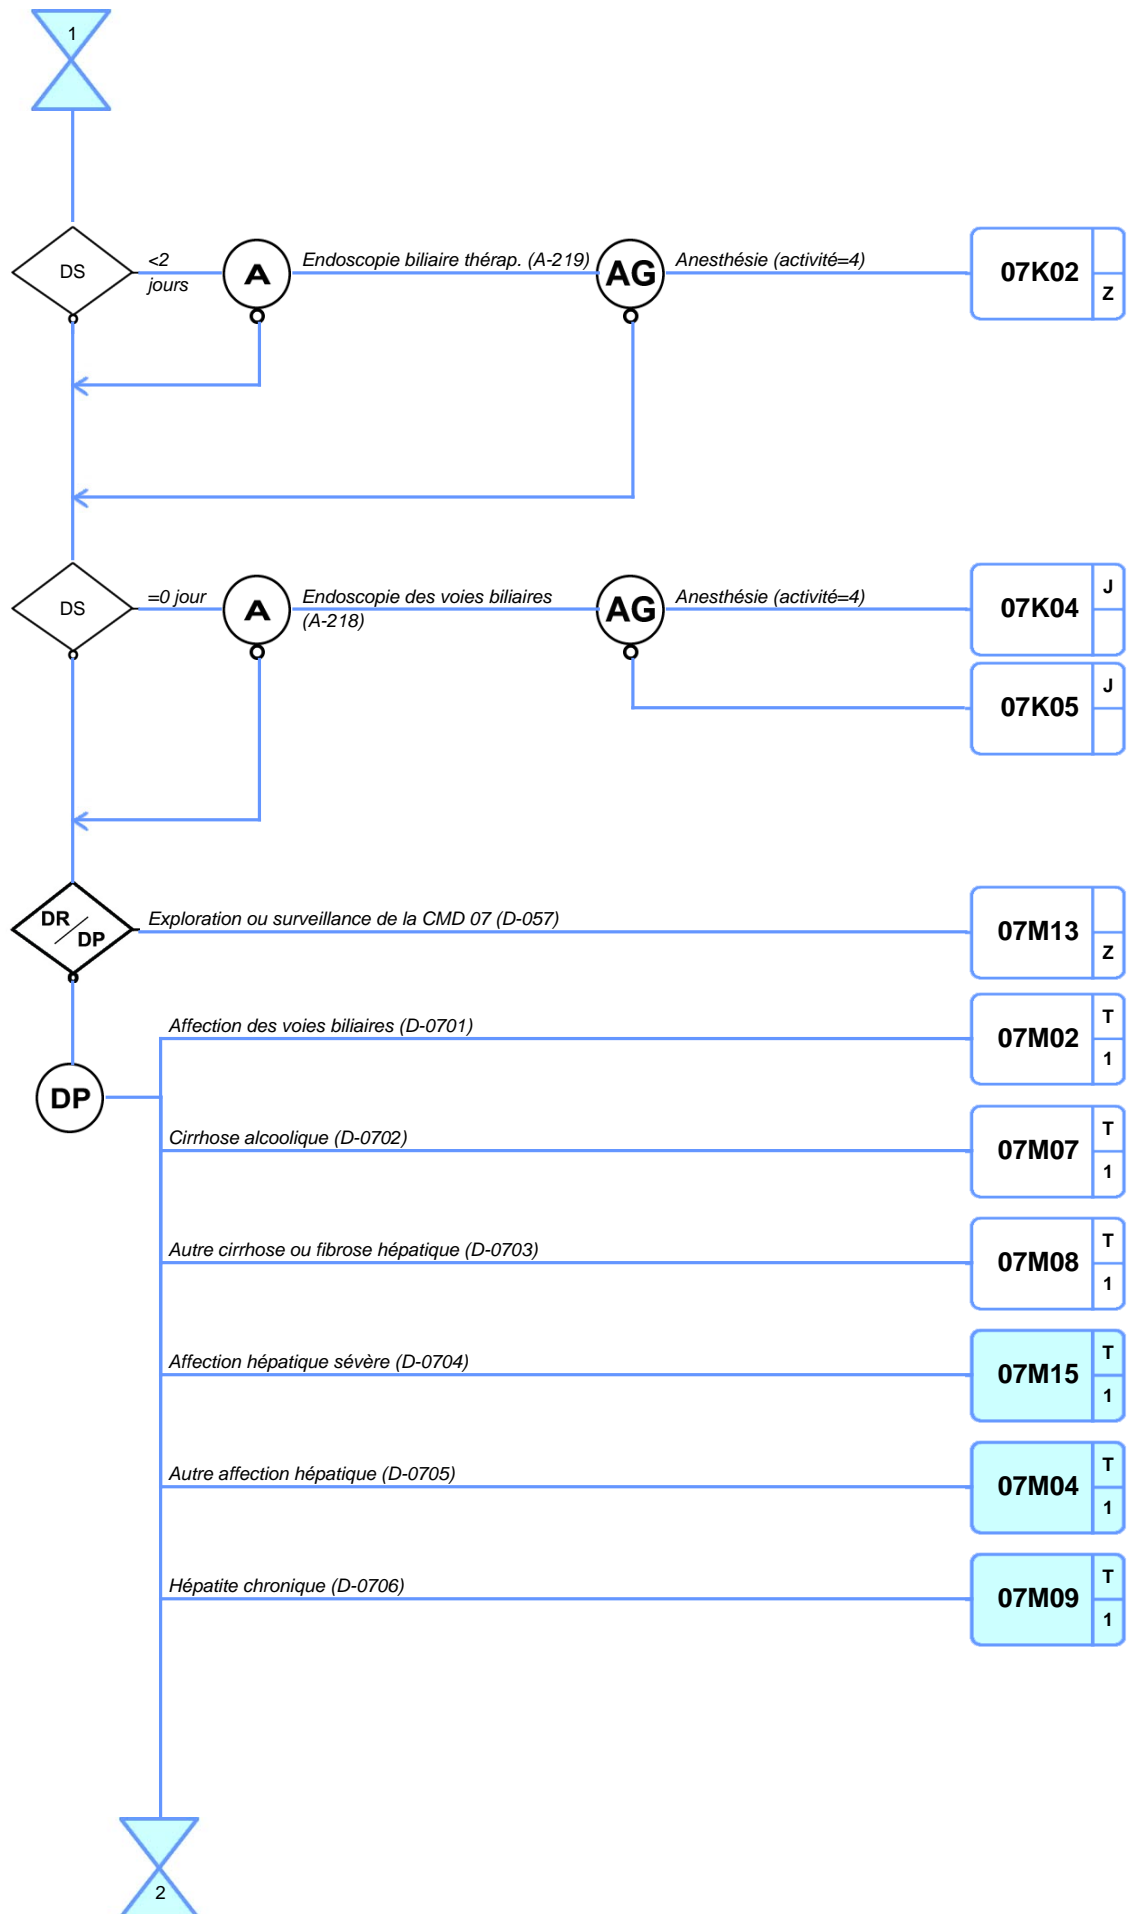 1
DS
<2
jours
A
Endoscopie biliaire thérap. (A-219)
AG
Anesthésie (activité=4)
07K02
Z
DS
=0 jour
A
Endoscopie des voies biliaires
(A-218)
AG
Anesthésie (activité=4)
07K04
J
07K05
J
DR
DP
Exploration ou surveillance de la CMD 07 (D-057)
07M13
Z
DP
Affection des voies biliaires (D-0701)
07M02
T
1
Cirrhose alcoolique (D-0702)
07M07
T
1
Autre cirrhose ou fibrose hépatique (D-0703)
07M08
T
1
Affection hépatique sévère (D-0704)
07M15
T
1
Autre affection hépatique (D-0705)
07M04
T
1
Hépatite chronique (D-0706)
07M09
T
1
2